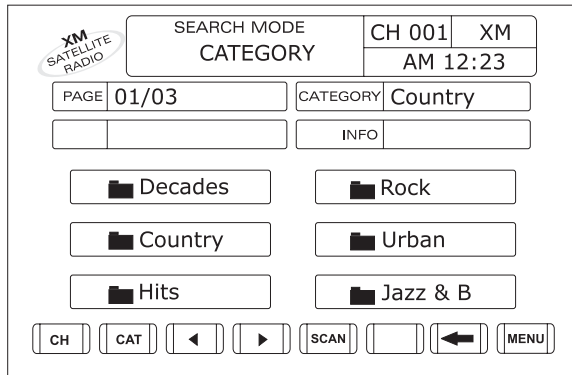 XM
SATELLITE
RADIO
SEARCH MODE
CATEGORY
CH 001 XM
AM 12:23
PAGE 01/03
CATEGORY Country
INFO
Decades Rock
Country Urban
Hits Jazz & B
CH CAT SCAN MENU